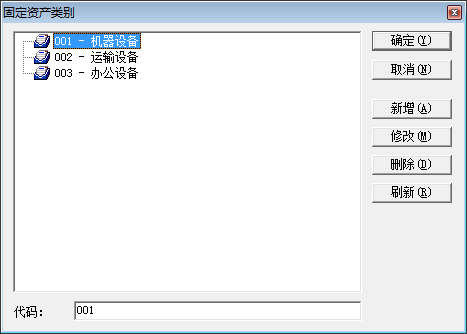 固定资产类别
001 - 机器设备
002 - 运输设备
003 - 办公设备
确定(Y)
取消(N)
新增(A)
修改(M)
删除(D)
刷新(R)
代码： 001